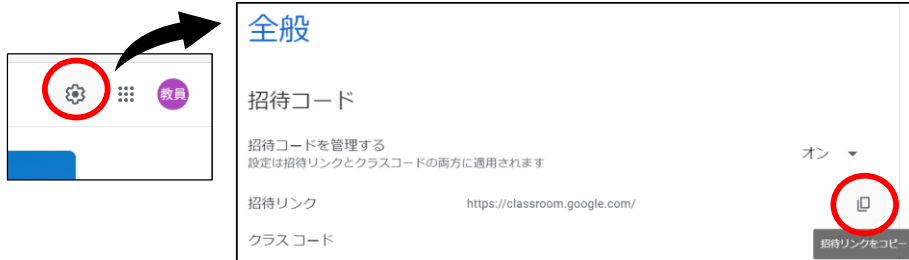 教員
全般
招待コード
招待コードを管理する
設定は招待リンクとクラスコードの両方に適用されます
オン
招待リンク
https://classroom.google.com/
クラス コード
招待リンクをコピー